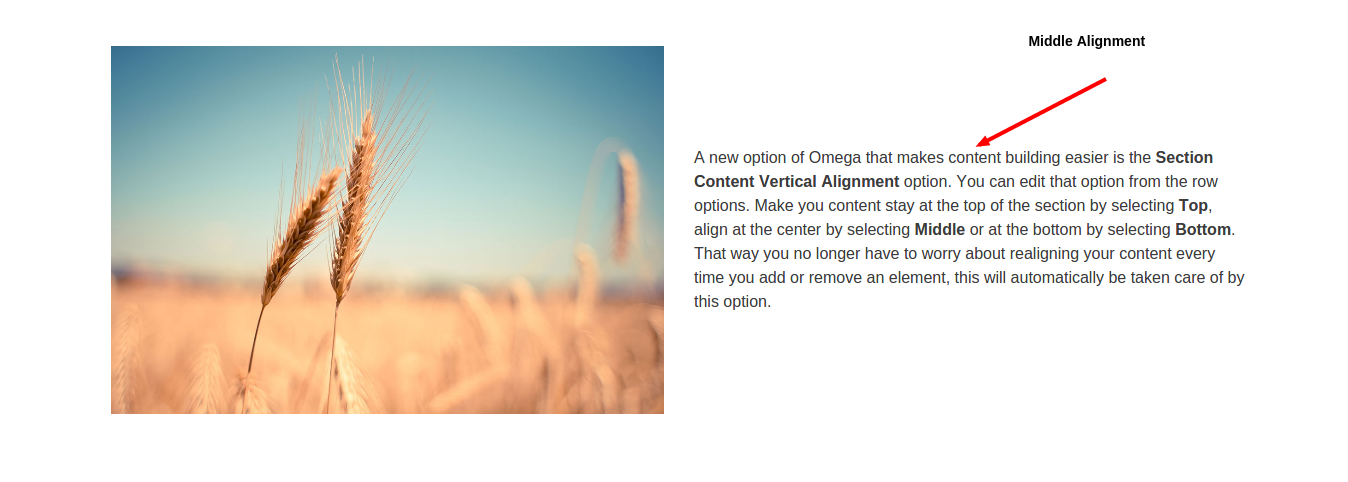 Middle Alignment
A new option of Omega that makes content building easier is the Section
Content Vertical Alignment option. You can edit that option from the row
options. Make you content stay at the top of the section by selecting Top,
align at the center by selecting Middle or at the bottom by selecting Bottom.
That way you no longer have to worry about realigning your content every
time you add or remove an element, this will automatically be taken care of by
this option.